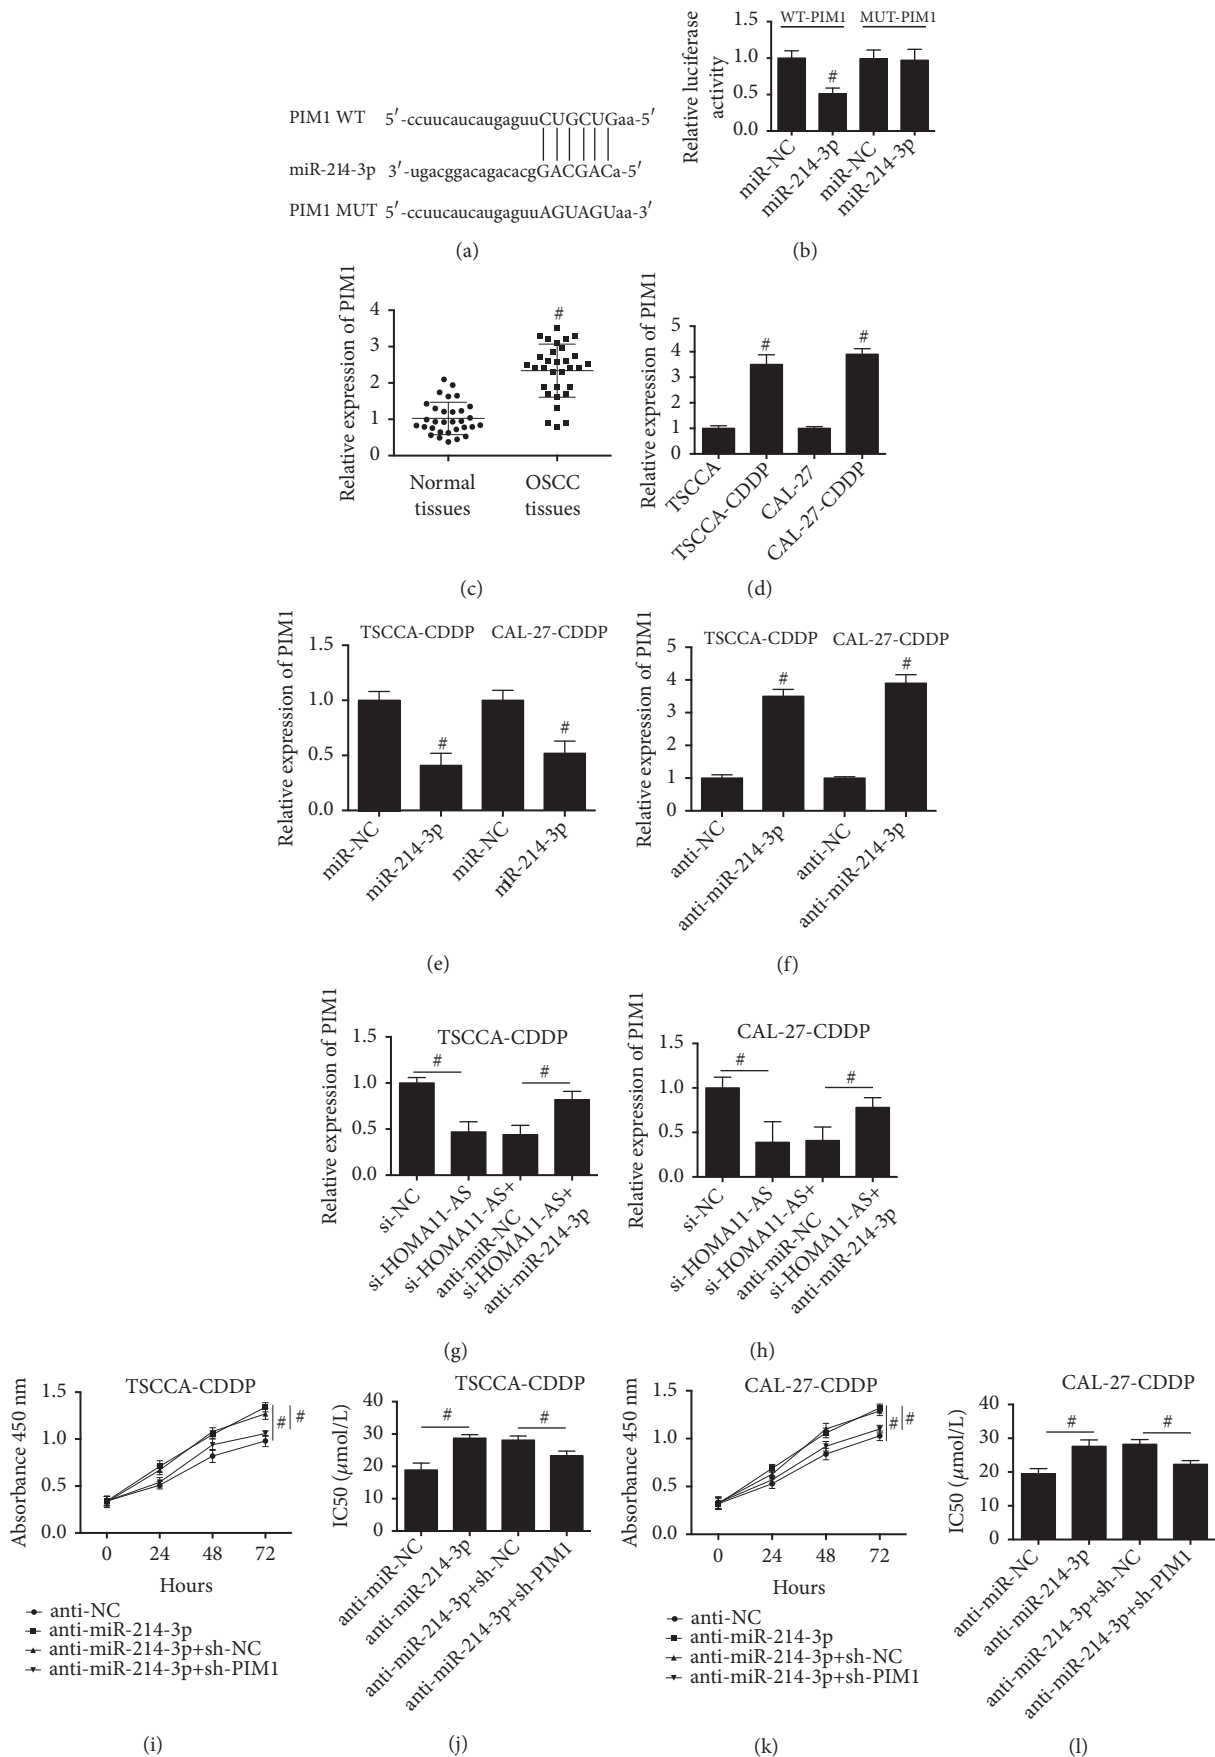 PIM1 WT 5′-ccuucaucaugaguuCUGCUGaa-5′
miR-214-3p 3′-ugacggacagacacgGACGACa-5′
PIM1 MUT 5′-ccuucaucaugaguuAGUAGUaa-3′
(a)
Relative luciferase
activity
1.5
1.0
0.5
0.0
WT-PIM1 MUT-PIM1
#
miR-NC
miR-214-3p
miR-NC
miR-214-3p
(b)
Relative expression of PIM1
4
3
2
1
0
#
Normal
tissues
OSCC
tissues
(c)
Relative expression of PIM1
5
4
3
2
1
0
# #
TSCCA
TSCCA-CDDP
CAL-27
CAL-27-CDDP
(d)
Relative expression of PIM1
1.5
1.0
0.5
0.0
TSCCA-CDDP CAL-27-CDDP
# #
miR-NC
miR-214-3p
miR-NC
miR-214-3p
(e)
Relative expression of PIM1
5
4
3
2
1
0
TSCCA-CDDP CAL-27-CDDP
# #
anti-NC
anti-miR-214-3p
anti-NC
anti-miR-214-3p
(f)
Relative expression of PIM1
1.5
1.0
0.5
0.0
TSCCA-CDDP
# #
si-NC
si-HOMA11-AS
si-HOMA11-AS+
anti-miR-NC
si-HOMA11-AS+
anti-miR-214-3p
(g)
Relative expression of PIM1
1.5
1.0
0.5
0.0
CAL-27-CDDP
# #
si-NC
si-HOMA11-AS
si-HOMA11-AS+
anti-miR-NC
si-HOMA11-AS+
anti-miR-214-3p
(h)
Absorbance 450 nm
1.5
1.0
0.5
0.0
TSCCA-CDDP
# #
0 24 48 72
Hours
anti-NC
anti-miR-214-3p
anti-miR-214-3p+sh-NC
anti-miR-214-3p+sh-PIM1
(i)
IC50 (μmol/L)
40
30
20
10
0
TSCCA-CDDP
# #
anti-miR-NC
anti-miR-214-3p
anti-miR-214-3p+sh-NC
anti-miR-214-3p+sh-PIM1
(j)
Absorbance 450 nm
1.5
1.0
0.5
0.0
CAL-27-CDDP
# #
0 24 48 72
Hours
anti-NC
anti-miR-214-3p
anti-miR-214-3p+sh-NC
anti-miR-214-3p+sh-PIM1
(k)
IC50 (μmol/L)
40
30
20
10
0
CAL-27-CDDP
# #
anti-miR-NC
anti-miR-214-3p
anti-miR-214-3p+sh-NC
anti-miR-214-3p+sh-PIM1
(l)